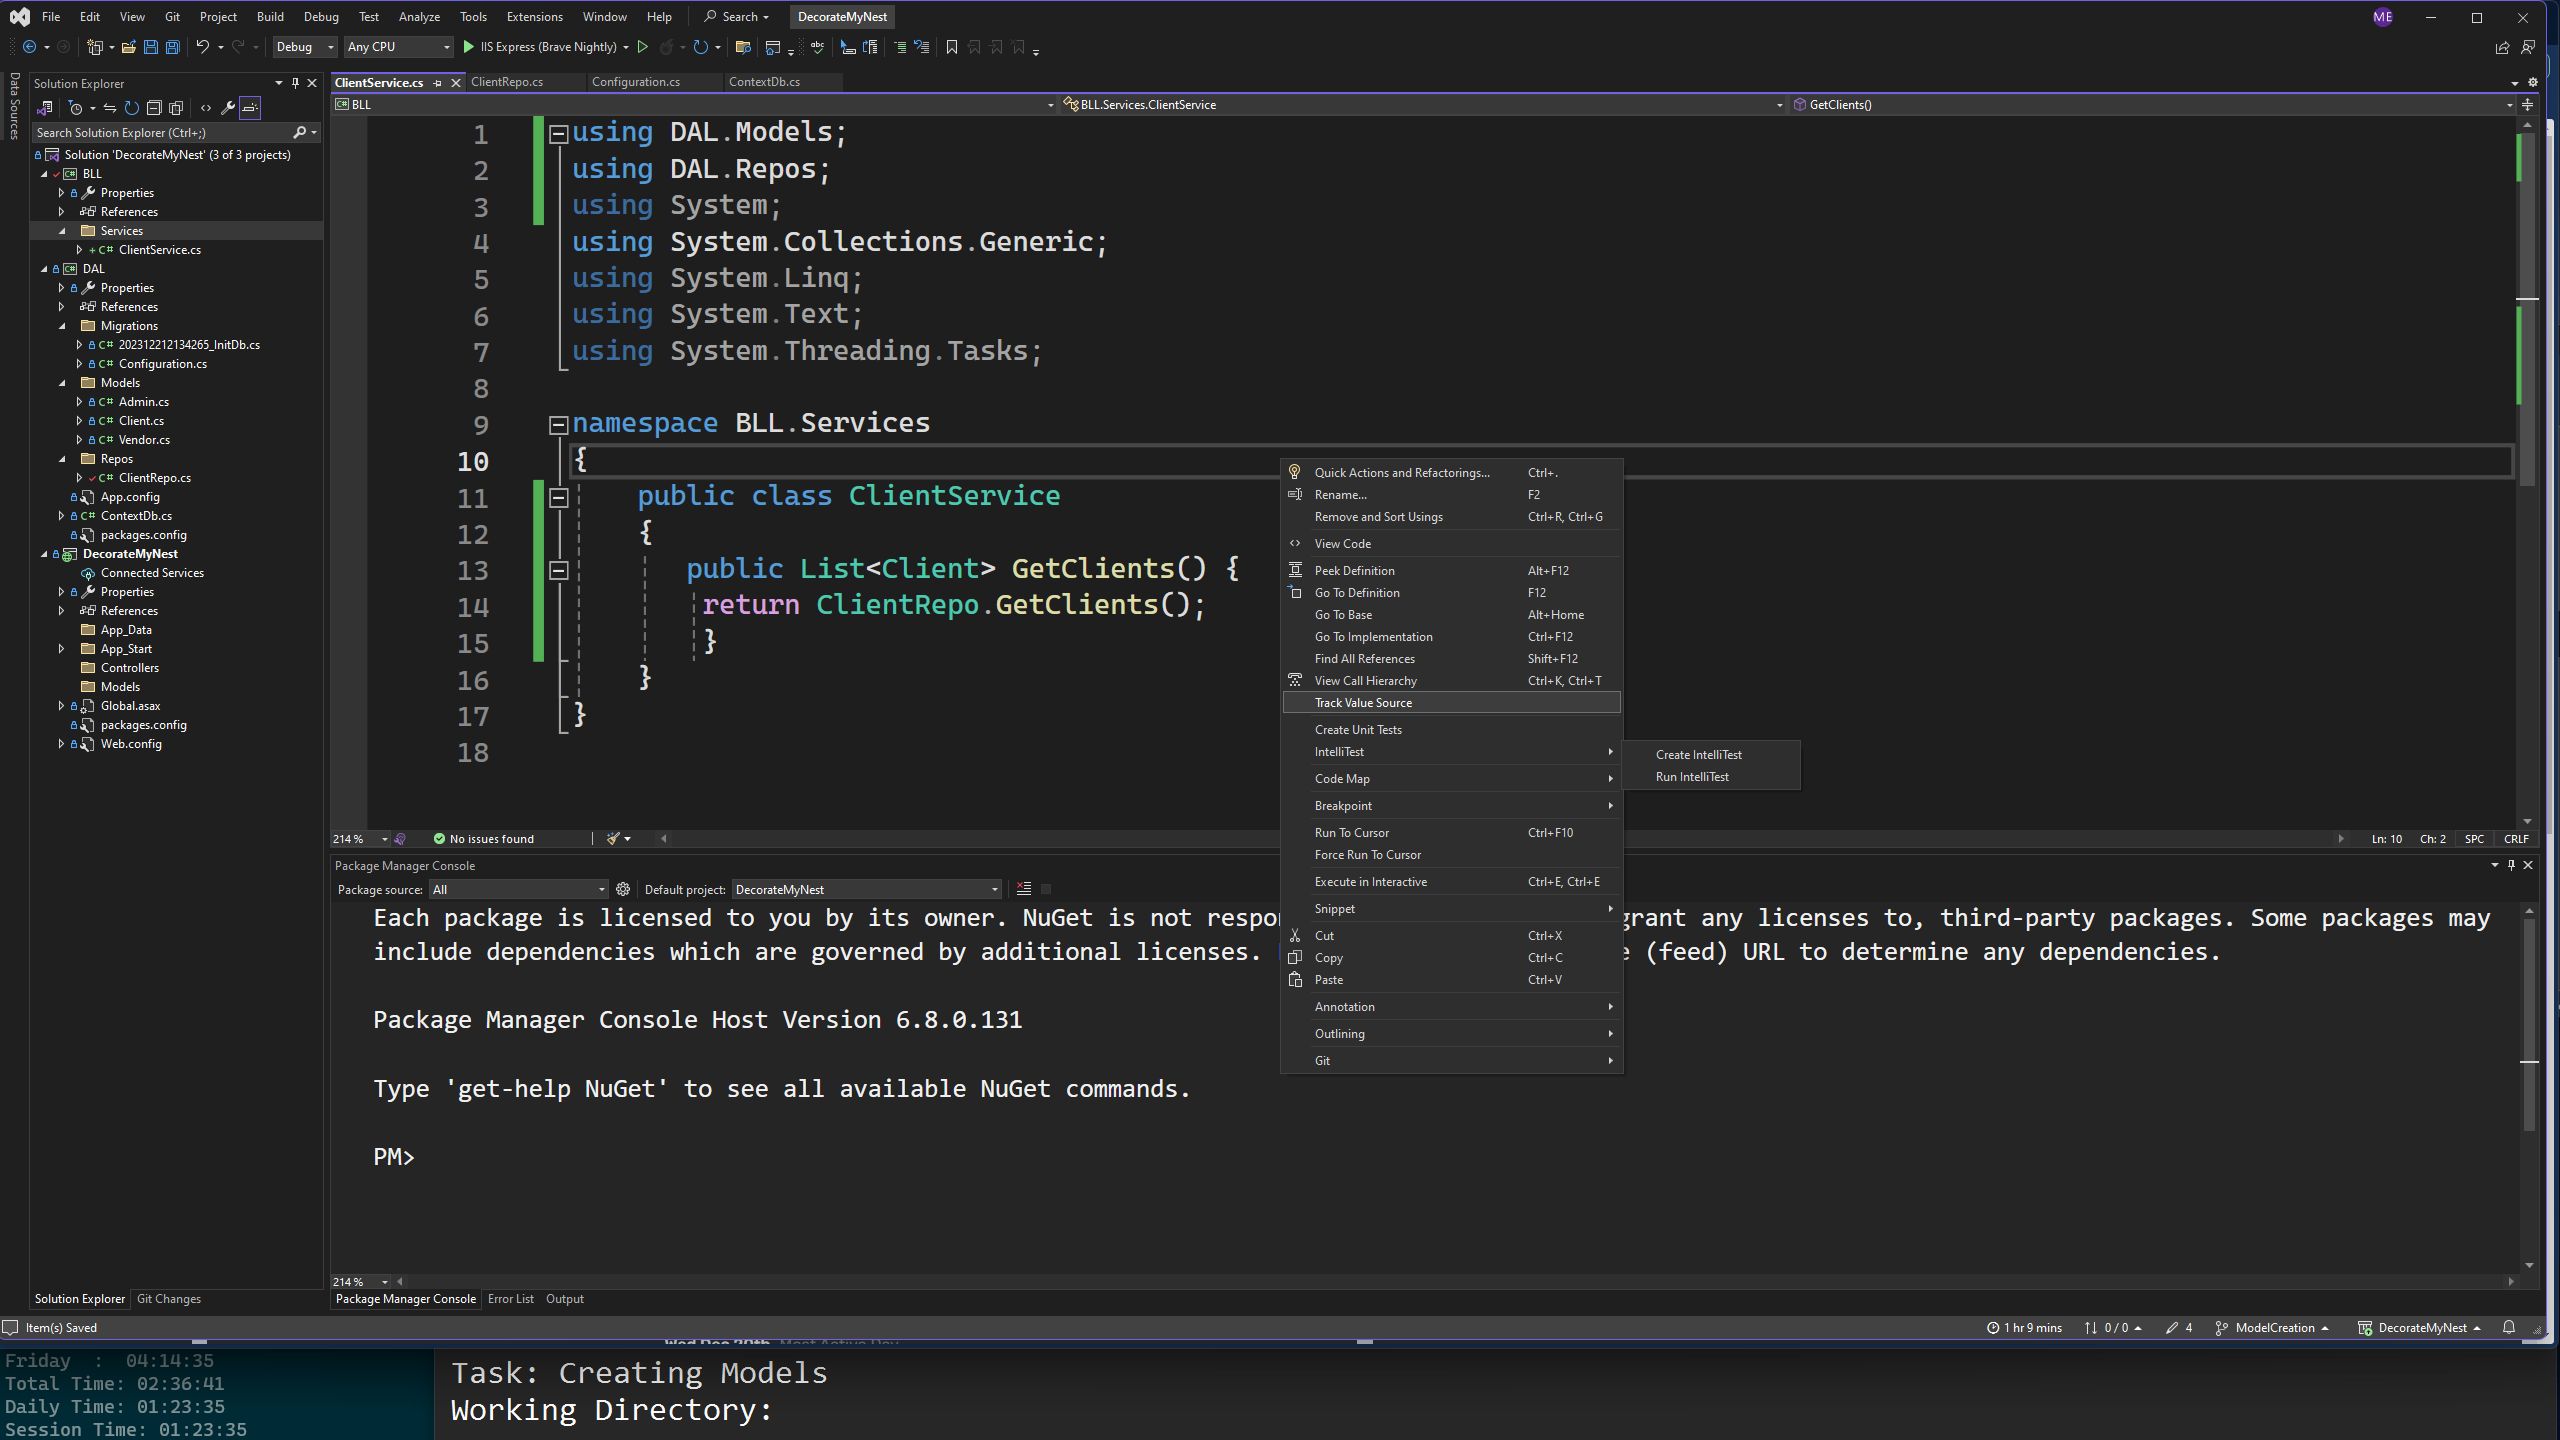 File Edit View Git Project Build Debug Test Analyze Tools Extensions Window Help Search DecorateMyNest ME
Debug Any CPU IIS Express (Brave Nightly)
Data Sources
Solution Explorer
Search Solution Explorer (Ctrl+;)
Solution 'DecorateMyNest' (3 of 3 projects)
BLL
Properties
References
Services
ClientService.cs
DAL
Properties
References
Migrations
202312212134265_InitDb.cs
Configuration.cs
Models
Admin.cs
Client.cs
Vendor.cs
Repos
ClientRepo.cs
App.config
ContextDb.cs
packages.config
DecorateMyNest
Connected Services
Properties
References
App_Data
App_Start
Controllers
Models
Global.asax
packages.config
Web.config
Solution Explorer Git Changes
ClientService.cs ClientRepo.cs Configuration.cs ContextDb.cs
BLL BLL.Services.ClientService GetClients()
1 using DAL.Models;
2 using DAL.Repos;
3 using System;
4 using System.Collections.Generic;
5 using System.Linq;
6 using System.Text;
7 using System.Threading.Tasks;
8
9 namespace BLL.Services
10 {
11 public class ClientService
12 {
13 public List<Client> GetClients() {
14 return ClientRepo.GetClients();
15 }
16 }
17 }
18
Quick Actions and Refactorings... Ctrl+.
Rename... F2
Remove and Sort Usings Ctrl+R, Ctrl+G
View Code
Peek Definition Alt+F12
Go To Definition F12
Go To Base Alt+Home
Go To Implementation Ctrl+F12
Find All References Shift+F12
View Call Hierarchy Ctrl+K, Ctrl+T
Track Value Source
Create Unit Tests
IntelliTest
Code Map
Breakpoint
Run To Cursor Ctrl+F10
Force Run To Cursor
Execute in Interactive Ctrl+E, Ctrl+E
Snippet
Cut Ctrl+X
Copy Ctrl+C
Paste Ctrl+V
Annotation
Outlining
Git
Create IntelliTest
Run IntelliTest
214 % No issues found Ln: 10 Ch: 2 SPC CRLF
Package Manager Console
Package source: All Default project: DecorateMyNest
Each package is licensed to you by its owner. NuGet is not respon grant any licenses to, third-party packages. Some packages may
include dependencies which are governed by additional licenses. e (feed) URL to determine any dependencies.
Package Manager Console Host Version 6.8.0.131
Type 'get-help NuGet' to see all available NuGet commands.
PM>
214 %
Package Manager Console Error List Output
Item(s) Saved 1 hr 9 mins 0 / 0 4 ModelCreation DecorateMyNest
Friday : 04:14:35
Total Time: 02:36:41
Daily Time: 01:23:35
Session Time: 01:23:35
Task: Creating Models
Working Directory: